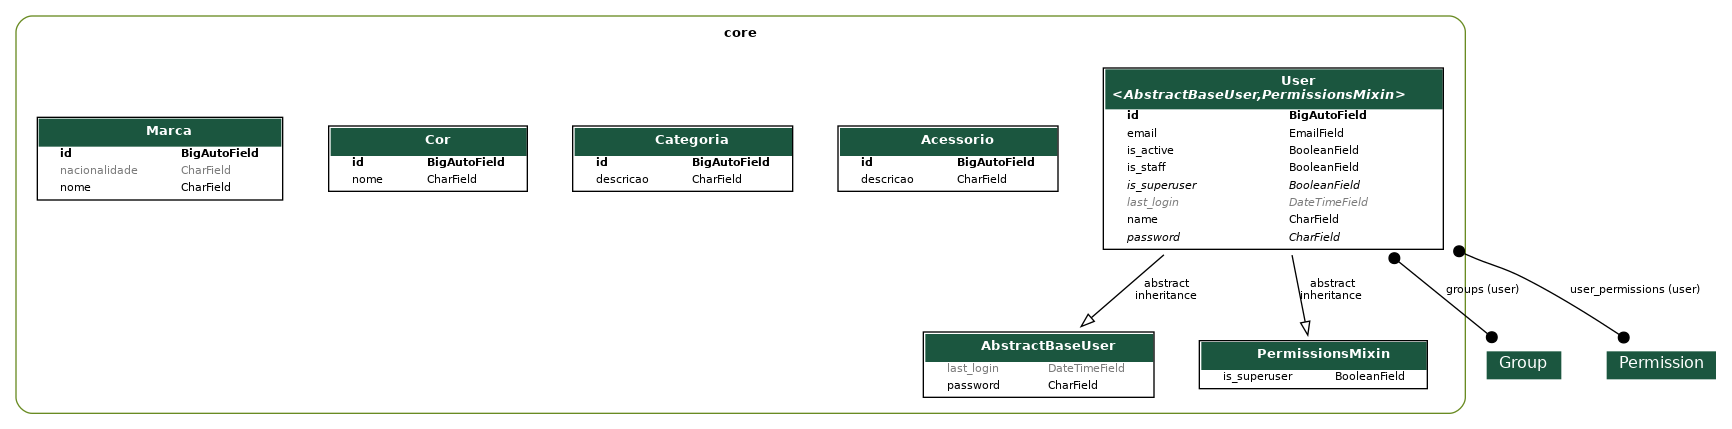 core
Marca
id BigAutoField
nacionalidade CharField
nome CharField
Cor
id BigAutoField
nome CharField
Categoria
id BigAutoField
descricao CharField
Acessorio
id BigAutoField
descricao CharField
User
<AbstractBaseUser,PermissionsMixin>
id BigAutoField
email EmailField
is_active BooleanField
is_staff BooleanField
is_superuser BooleanField
last_login DateTimeField
name CharField
password CharField
abstract
inheritance
abstract
inheritance
groups (user)
user_permissions (user)
AbstractBaseUser
last_login DateTimeField
password CharField
PermissionsMixin
is_superuser BooleanField
Group
Permission